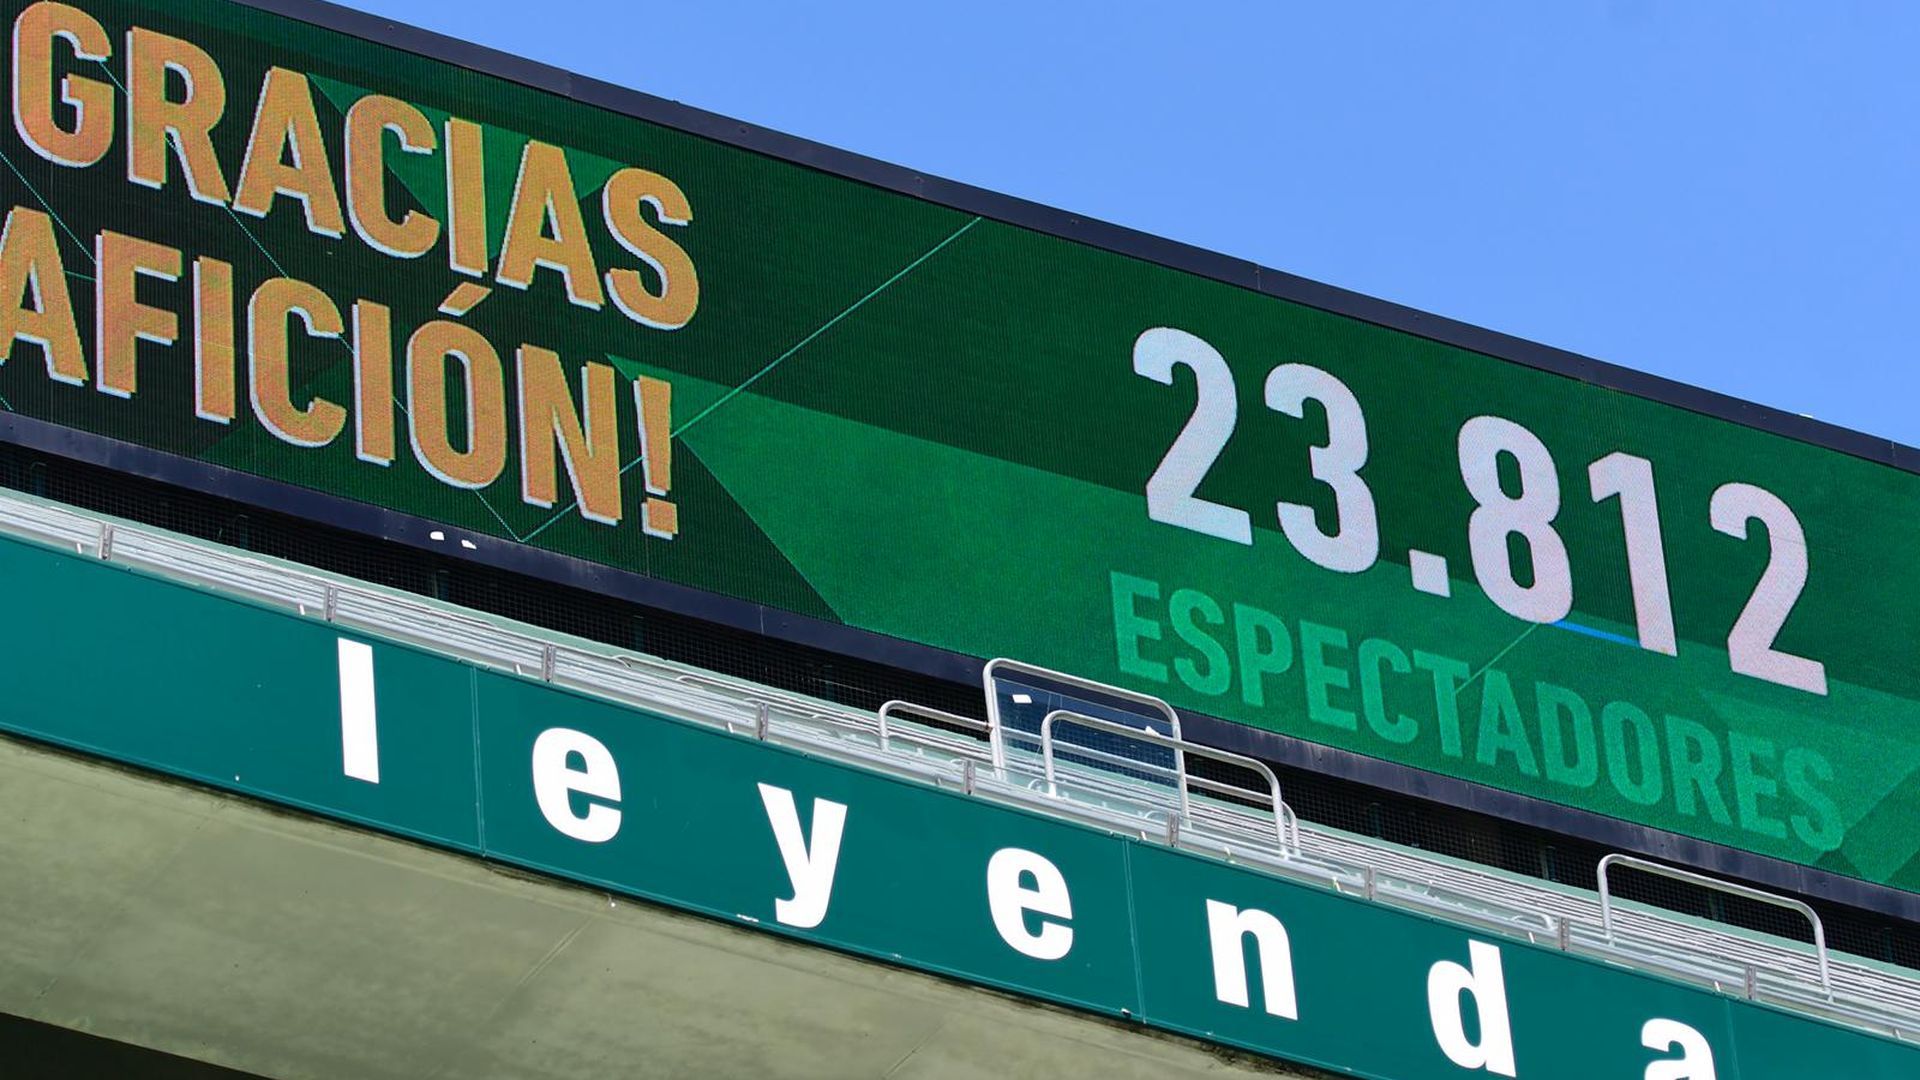 GRACIAS
AFICIÓN!
23.812
ESPECTADORES
leyenda